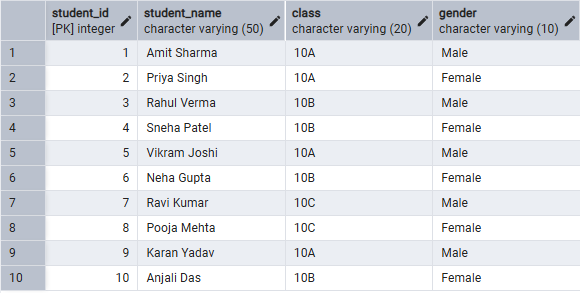 student_id student_name class gender
[PK] integer character varying (50) character varying (20) character varying (10)
1 1 Amit Sharma 10A Male
2 2 Priya Singh 10A Female
3 3 Rahul Verma 10B Male
4 4 Sneha Patel 10B Female
5 5 Vikram Joshi 10A Male
6 6 Neha Gupta 10B Female
7 7 Ravi Kumar 10C Male
8 8 Pooja Mehta 10C Female
9 9 Karan Yadav 10A Male
10 10 Anjali Das 10B Female